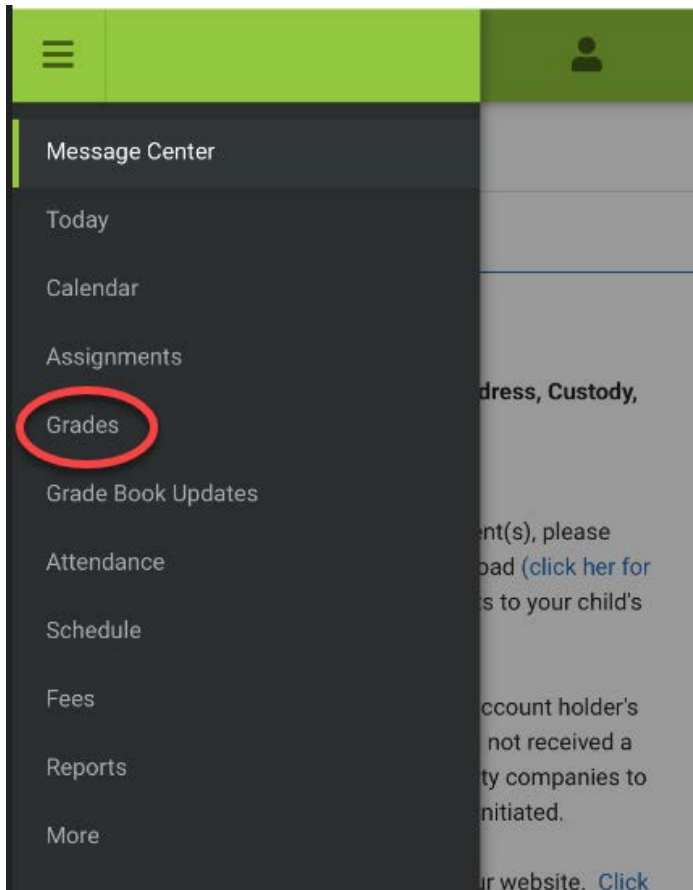 Message Center
Today
Calendar
Assignments
Grades
Grade Book Updates
Attendance
Schedule
Fees
Reports
More
dress, Custody,
ent(s), please
oad (click her for
s to your child's
ccount holder's
not received a
ty companies to
nitiated.
ur website. Click